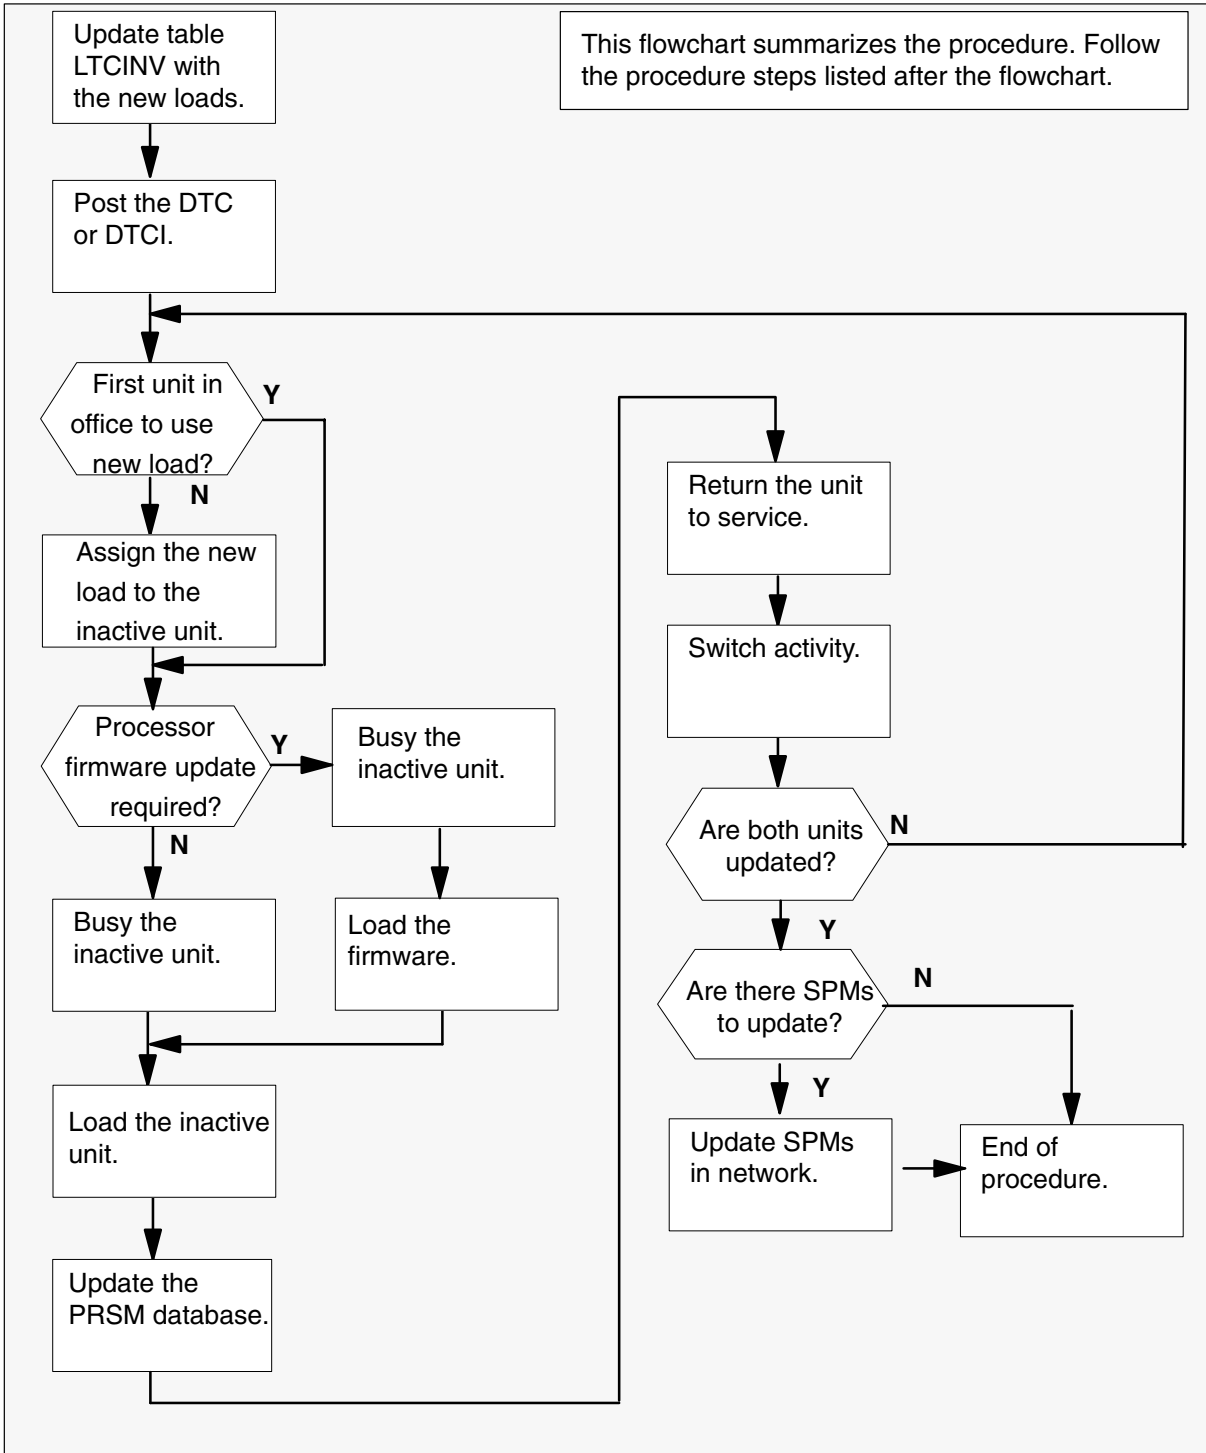 Update table
LTCINV with
the new loads.
This flowchart summarizes the procedure. Follow
the procedure steps listed after the flowchart.
Post the DTC
or DTCI.
First unit in
office to use
new load?
Y
N
Assign the new
load to the
inactive unit.
Processor
firmware update
required?
Y
N
Busy the
inactive unit.
Busy the
inactive unit.
Load the
firmware.
Load the inactive
unit.
Update the
PRSM database.
Return the unit
to service.
Switch activity.
Are both units
updated?
N
Y
Are there SPMs
to update?
N
Y
Update SPMs
in network.
End of
procedure.